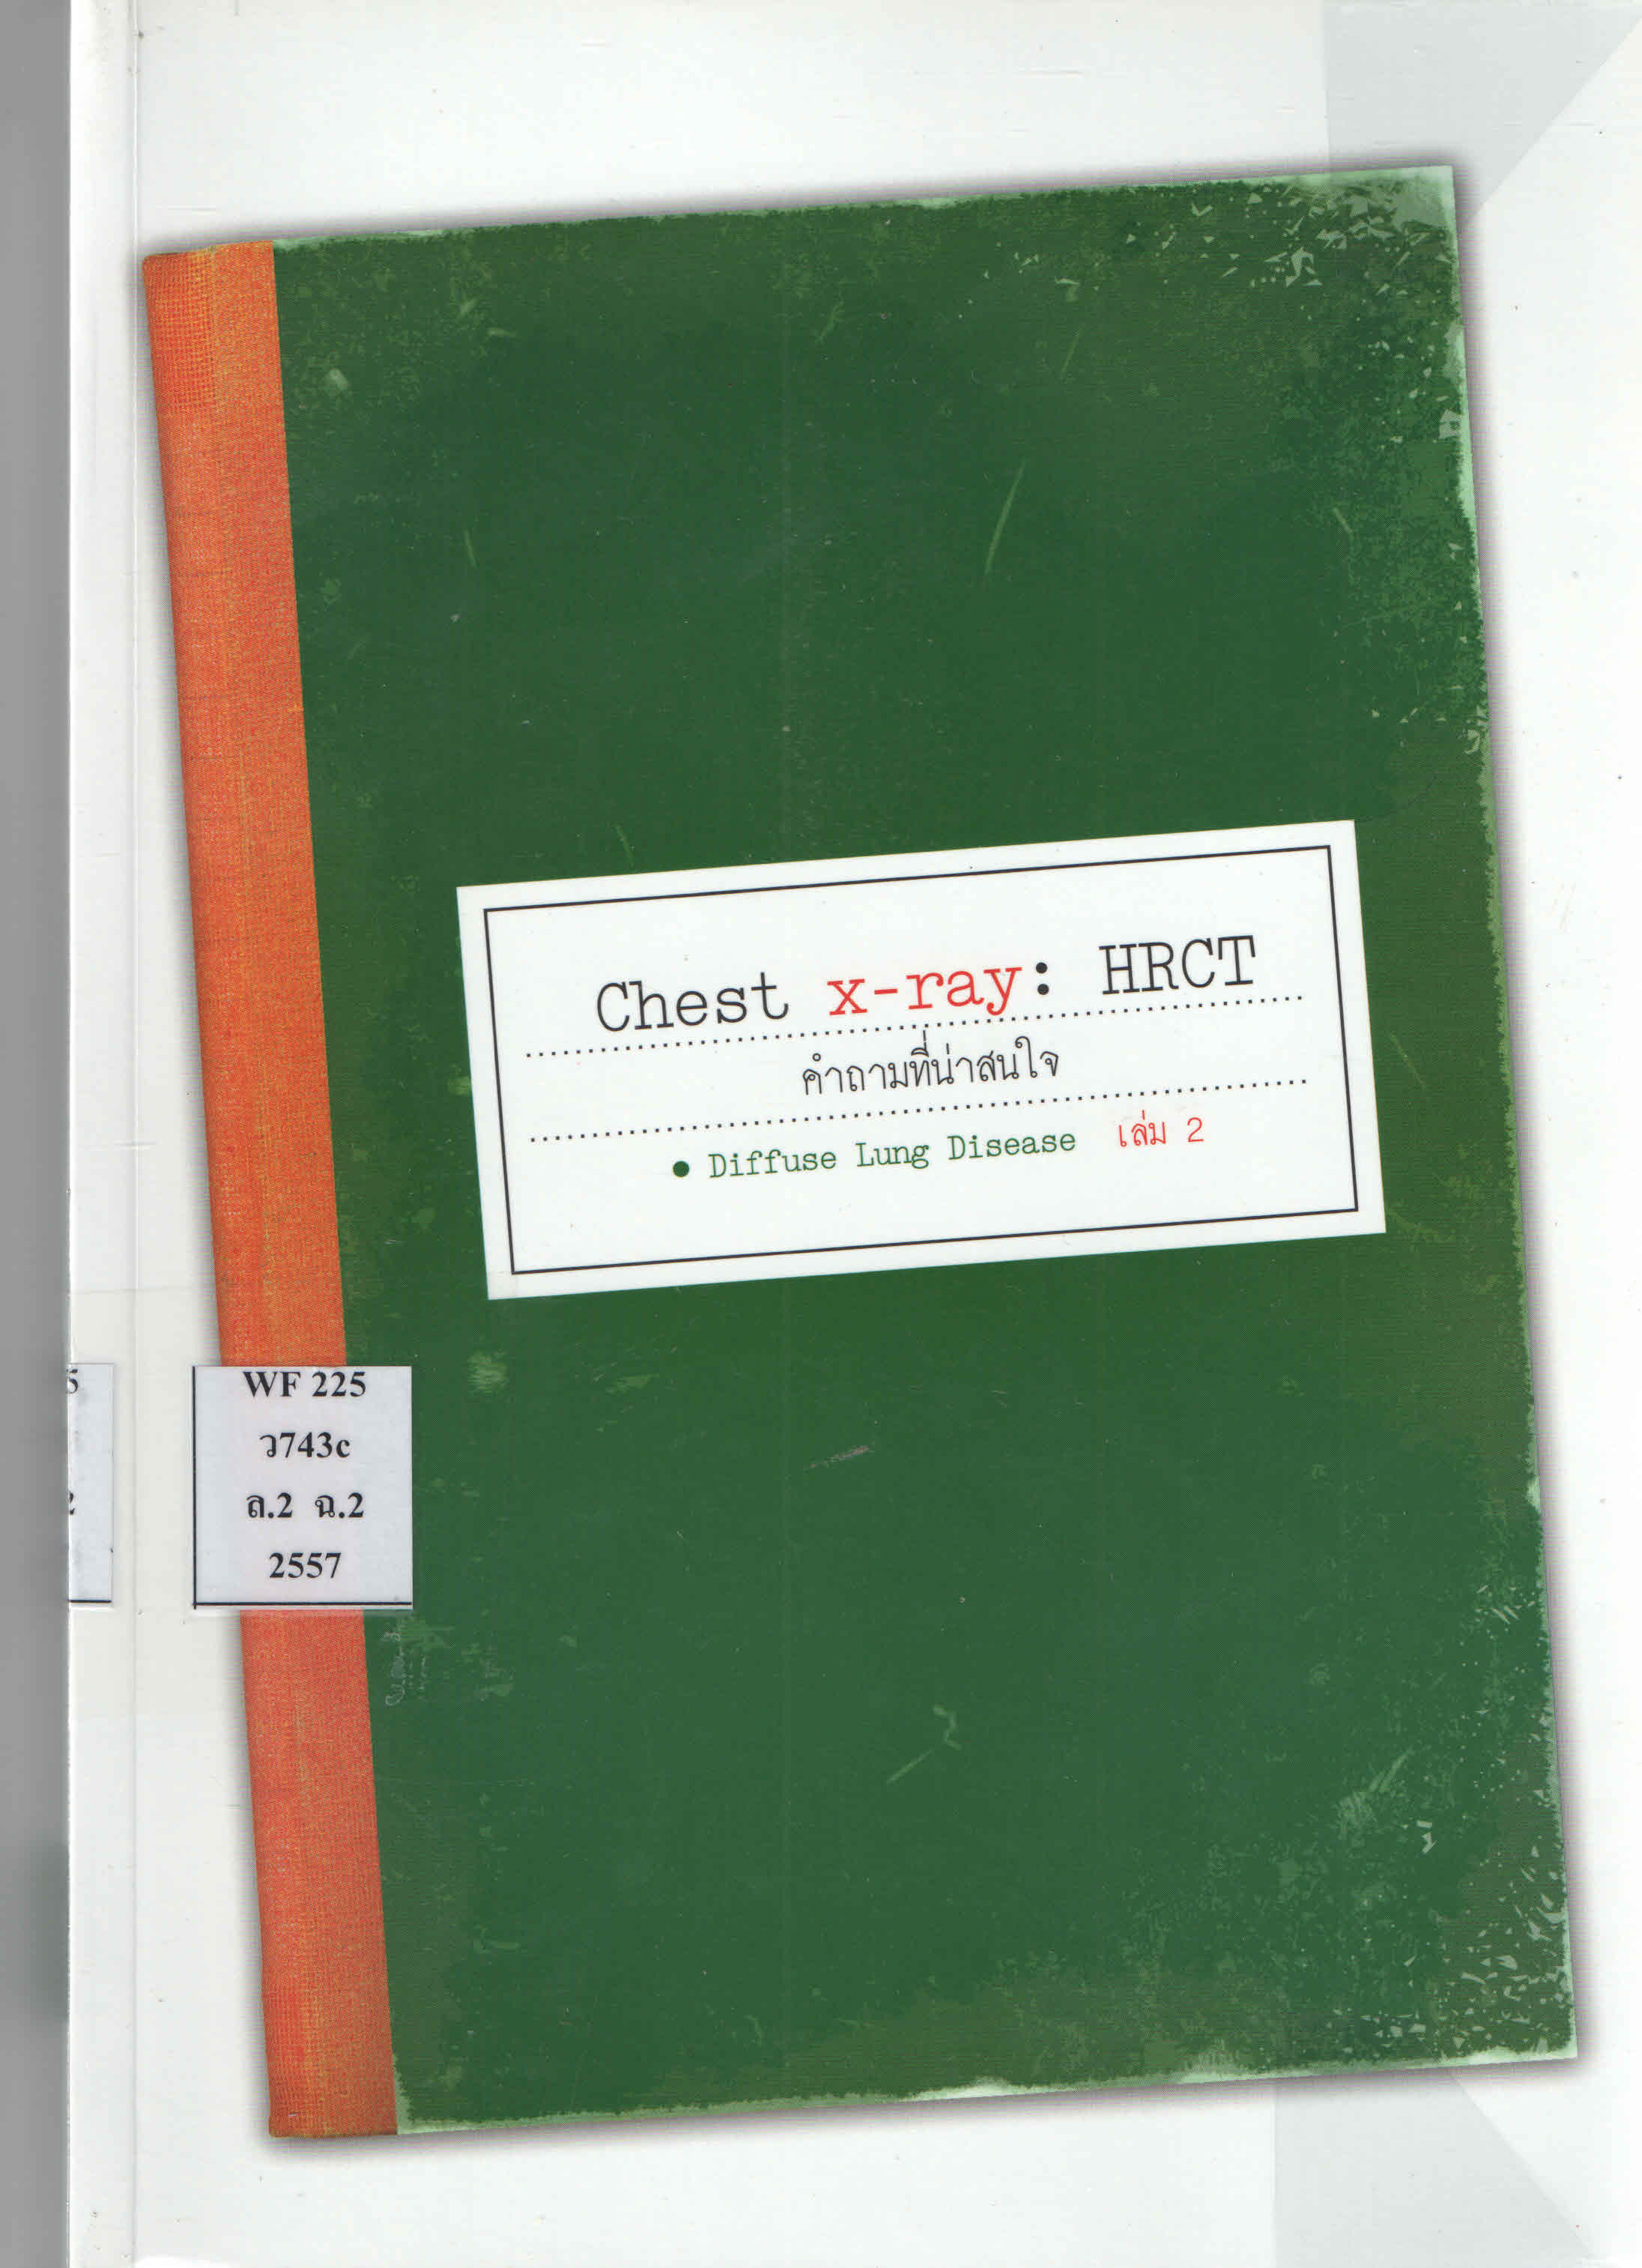 Chest x-ray: HRCT
คำถามที่น่าสนใจ
• Diffuse Lung Disease เล่ม 2
WF 225
ว743c
ล.2 ฉ.2
2557